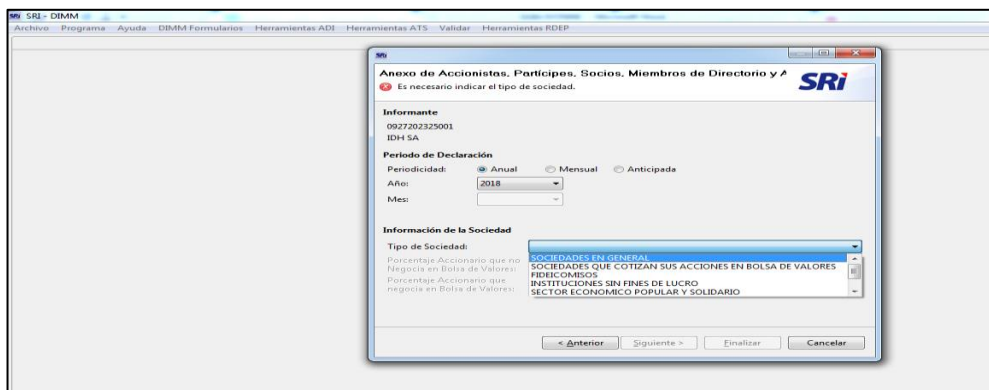 SRI - DIMM
Archivo Programa Ayuda DIMM Formularios Herramientas ADI Herramientas ATS Validar Herramientas RDEP
SRi
Anexo de Accionistas, Partícipes, Socios, Miembros de Directorio y A
SRi
Es necesario indicar el tipo de sociedad.
Informante
0927202325001
IDH SA
Periodo de Declaración
Periodicidad: Anual Mensual Anticipada
Año: 2018
Mes:
Información de la Sociedad
Tipo de Sociedad:
Porcentaje Accionario que no
Negocia en Bolsa de Valores:
Porcentaje Accionario que
negocia en Bolsa de Valores:
SOCIEDADES EN GENERAL
SOCIEDADES QUE COTIZAN SUS ACCIONES EN BOLSA DE VALORES
FIDEICOMISOS
INSTITUCIONES SIN FINES DE LUCRO
SECTOR ECONOMICO POPULAR Y SOLIDARIO
< Anterior Siguiente > Finalizar Cancelar